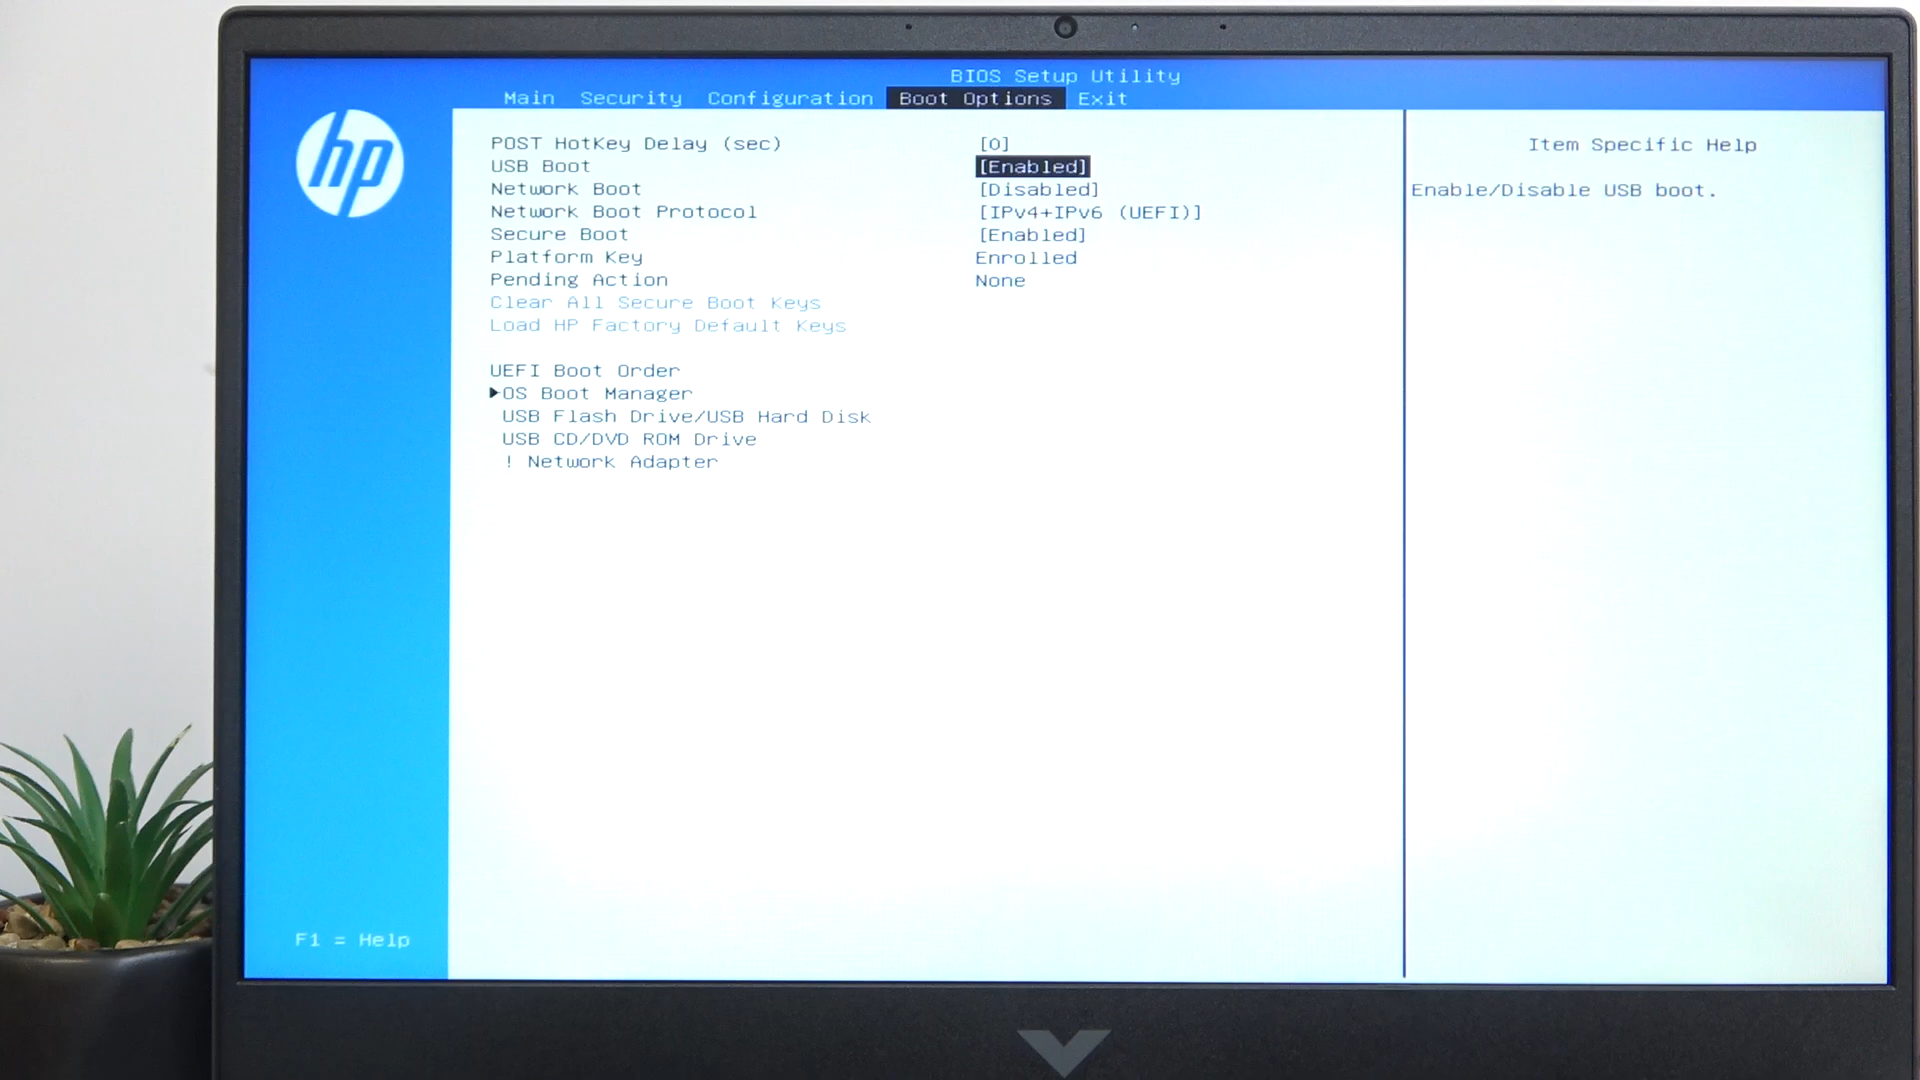 BIOS Setup Utility
Main Security Configuration Boot Options Exit
hp
POST HotKey Delay (sec) [0]
USB Boot [Enabled]
Network Boot [Disabled]
Network Boot Protocol [IPv4+IPv6 (UEFI)]
Secure Boot [Enabled]
Platform Key Enrolled
Pending Action None
Clear All Secure Boot Keys
Load HP Factory Default Keys
UEFI Boot Order
▶OS Boot Manager
USB Flash Drive/USB Hard Disk
USB CD/DVD ROM Drive
! Network Adapter
Item Specific Help
Enable/Disable USB boot.
F1 = Help